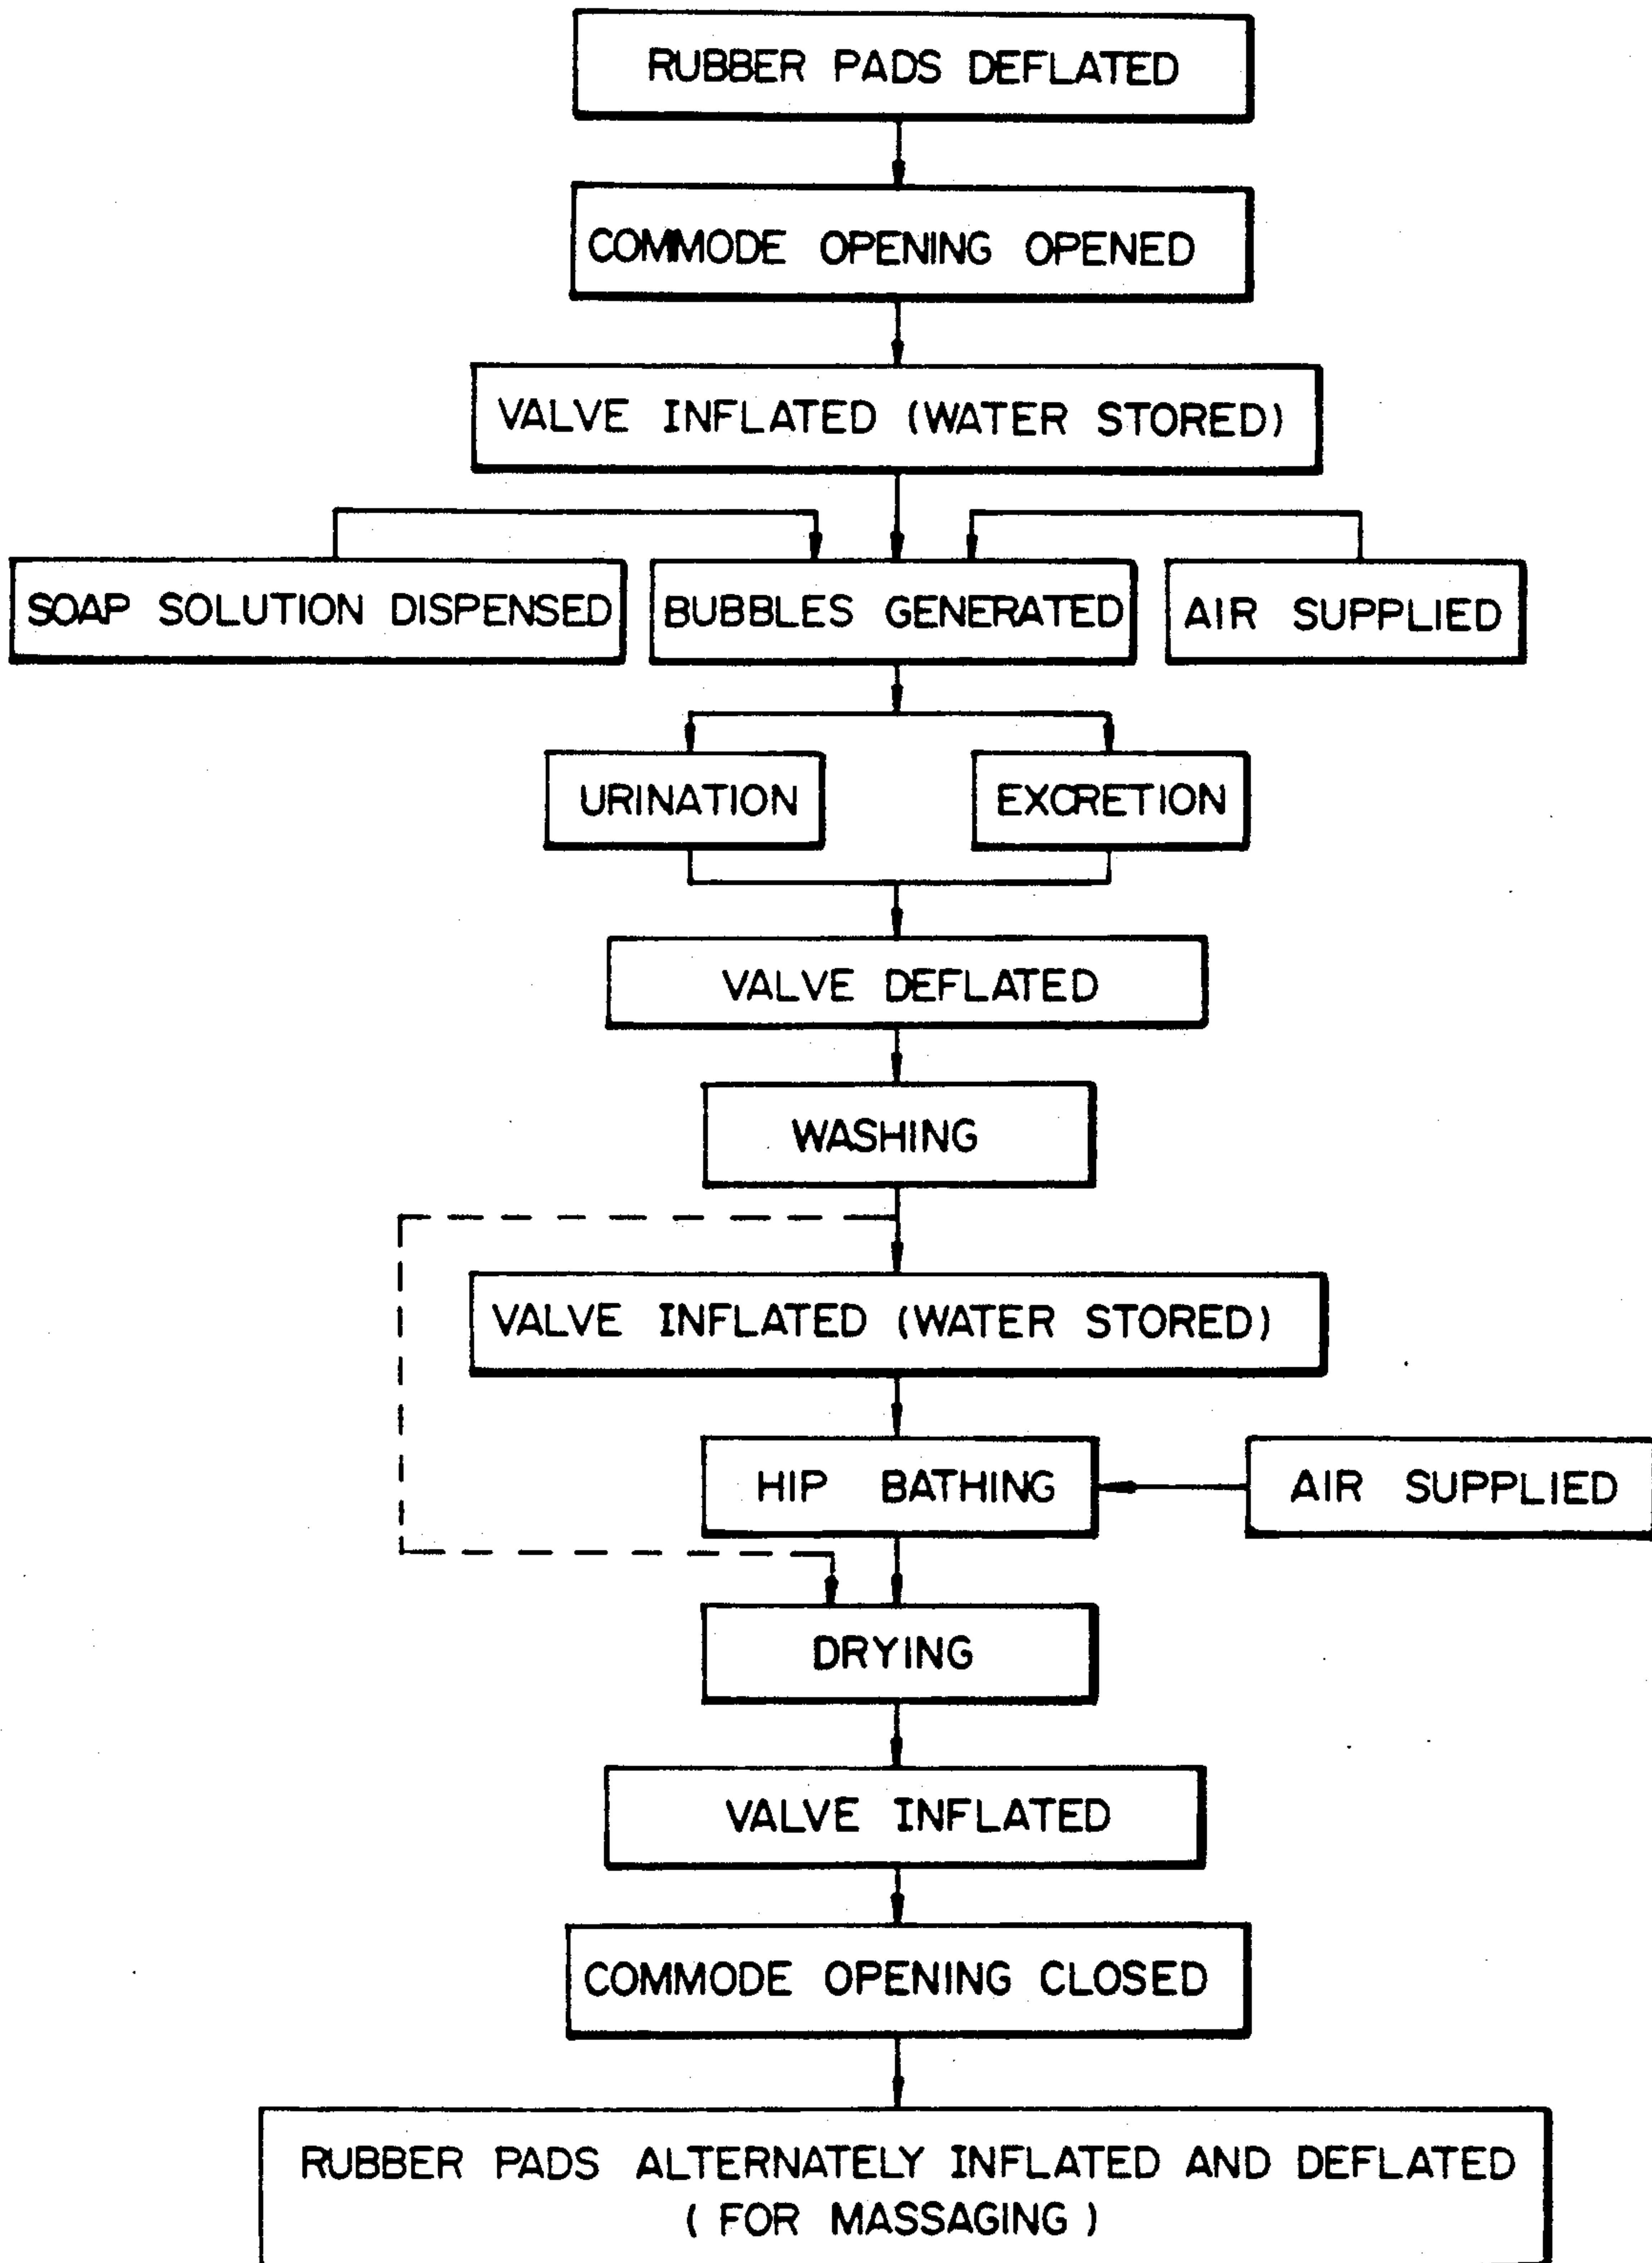 RUBBER PADS DEFLATED
COMMODE OPENING OPENED
VALVE INFLATED (WATER STORED)
SOAP SOLUTION DISPENSED
BUBBLES GENERATED
AIR SUPPLIED
URINATION
EXCRETION
VALVE DEFLATED
WASHING
VALVE INFLATED (WATER STORED)
HIP BATHING
AIR SUPPLIED
DRYING
VALVE INFLATED
COMMODE OPENING CLOSED
RUBBER PADS ALTERNATELY INFLATED AND DEFLATED
( FOR MASSAGING )